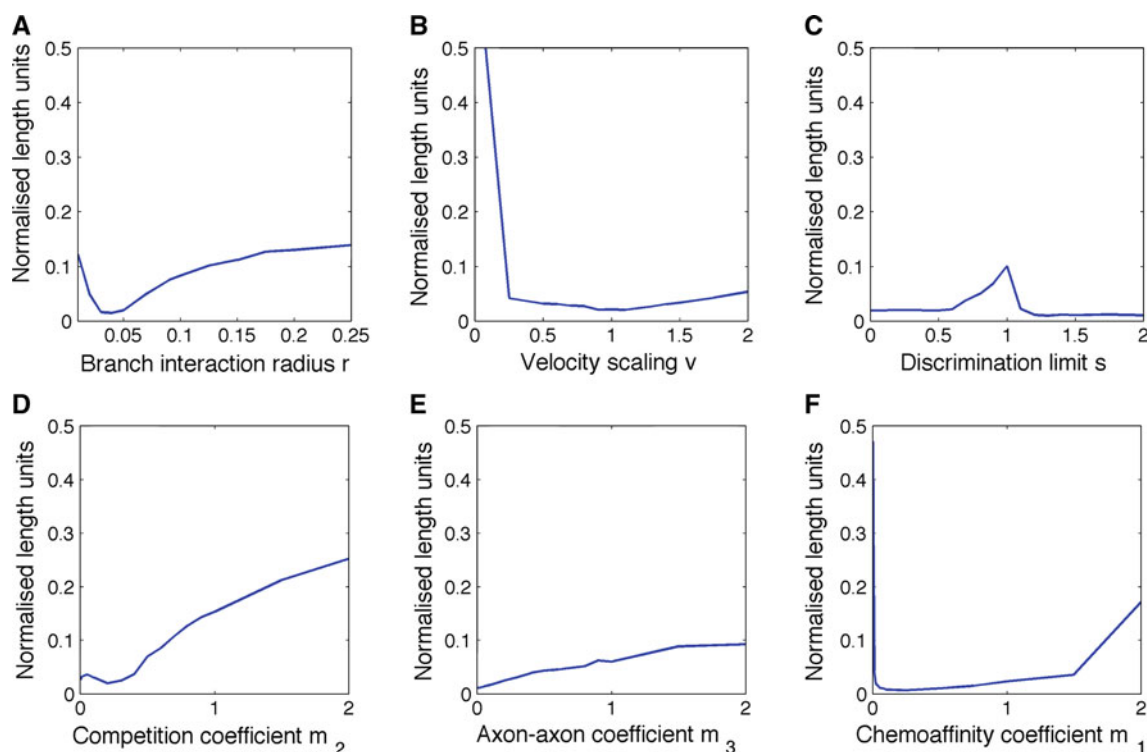 A
Normalised length units
0.5
0.4
0.3
0.2
0.1
0
0.05 0.1 0.15 0.2 0.25
Branch interaction radius r
B
Normalised length units
0.5
0.4
0.3
0.2
0.1
0
0 0.5 1 1.5 2
Velocity scaling v
C
Normalised length units
0.5
0.4
0.3
0.2
0.1
0
0 0.5 1 1.5 2
Discrimination limit s
D
Normalised length units
0.5
0.4
0.3
0.2
0.1
0
0 1 2
Competition coefficient m 2
E
Normalised length units
0.5
0.4
0.3
0.2
0.1
0
0 1 2
Axon-axon coefficient m 3
F
Normalised length units
0.5
0.4
0.3
0.2
0.1
0
0 1 2
Chemoaffinity coefficient m 1